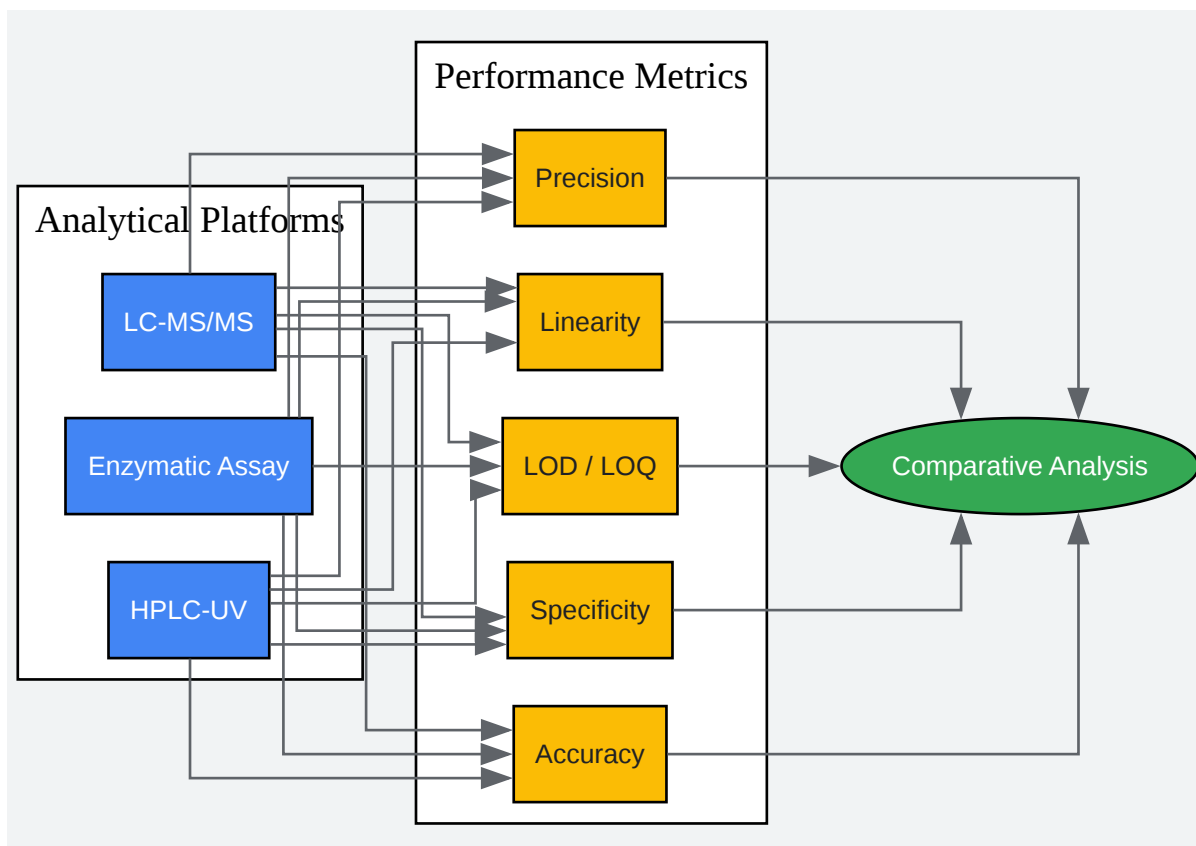 Performance Metrics
Analytical Platforms
Precision
LC-MS/MS
Linearity
Enzymatic Assay
LOD / LOQ
Comparative Analysis
HPLC-UV
Specificity
Accuracy